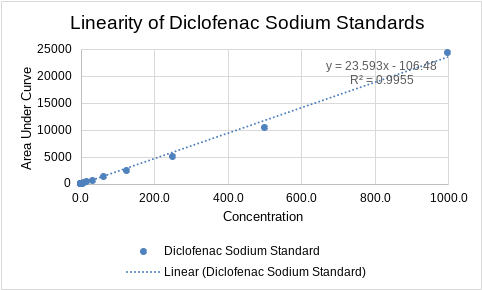 Linearity of Diclofenac Sodium Standards
25000
20000
15000
10000
5000
0
Area Under Curve
y = 23.593x - 106.48
R² = 0.9955
0.0 200.0 400.0 600.0 800.0 1000.0
Concentration
Diclofenac Sodium Standard
Linear (Diclofenac Sodium Standard)